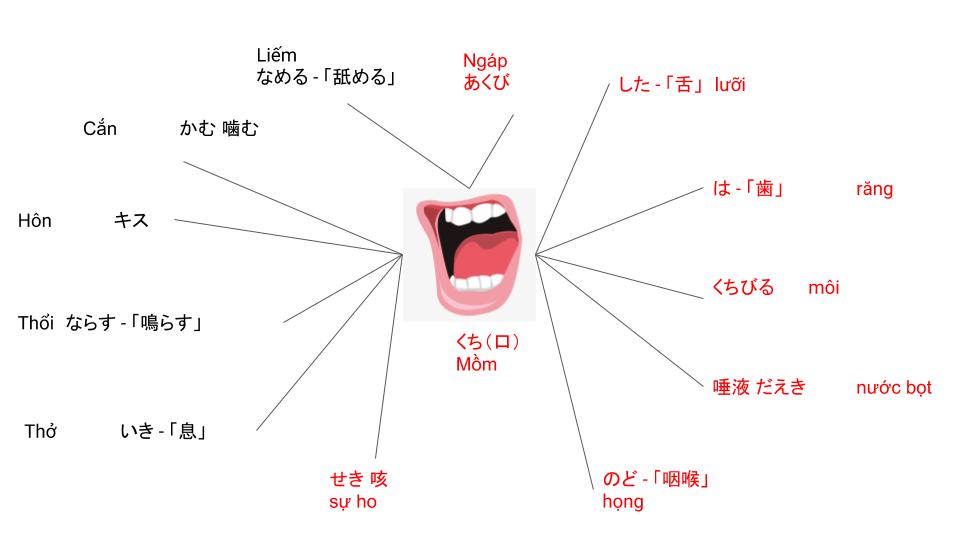 Liếm
なめる -「舐める」
Ngáp
あくび
した -「舌」 lưỡi
Cắn かむ 噛む
は -「歯」 răng
Hôn キス
くちびる môi
Thổi ならす -「鳴らす」
くち（口）
Mồm
唾液 だえき nước bọt
Thở いき -「息」
せき 咳
sự ho
のど -「咽喉」
họng